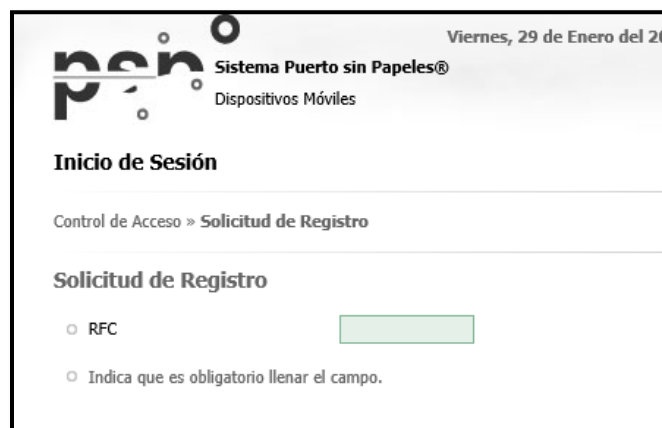 psp
Viernes, 29 de Enero del 20
Sistema Puerto sin Papeles®
Dispositivos Móviles
Inicio de Sesión
Control de Acceso » Solicitud de Registro
Solicitud de Registro
RFC
Indica que es obligatorio llenar el campo.